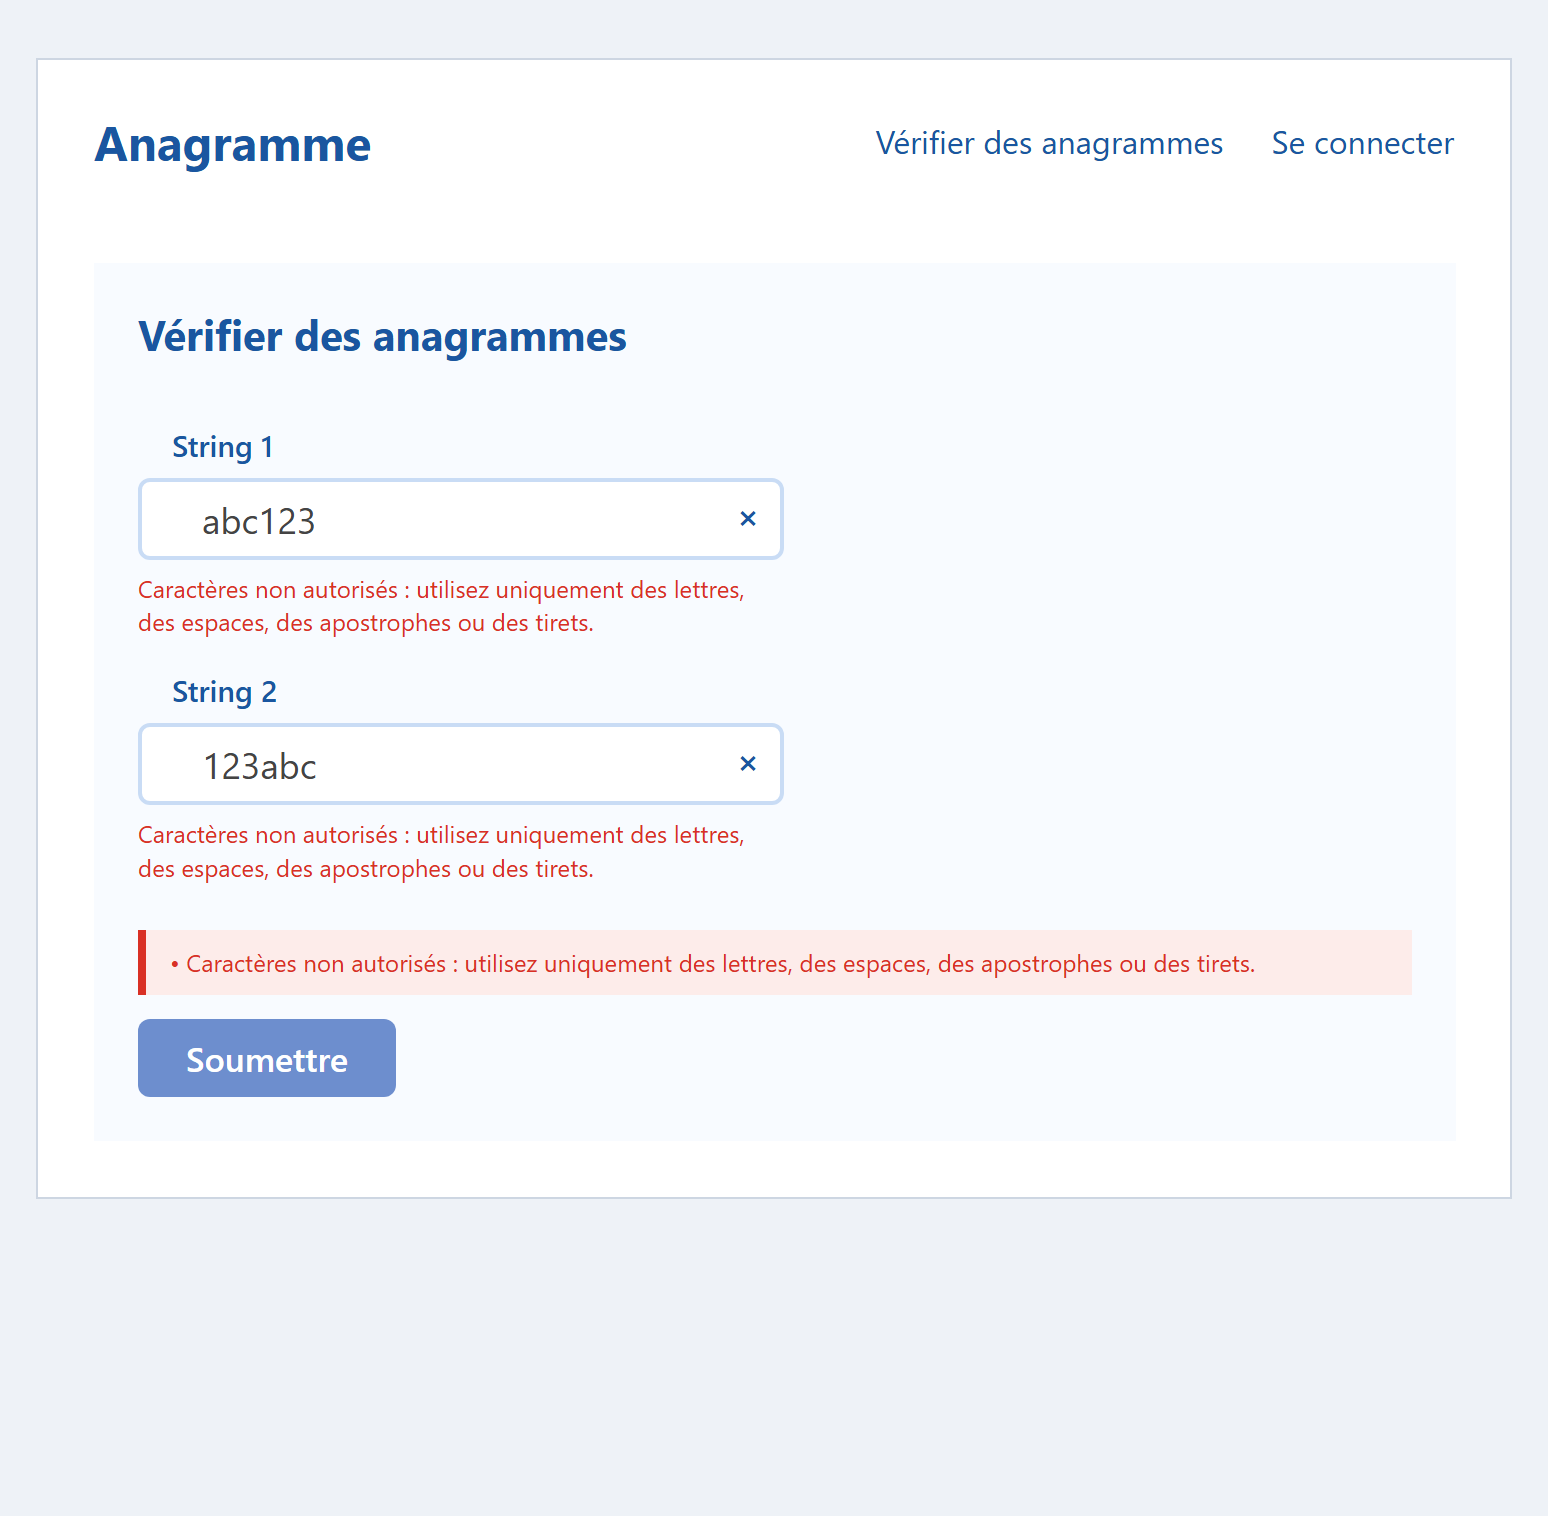 Anagramme
Vérifier des anagrammes
Se connecter
Vérifier des anagrammes
String 1
abc123
×
Caractères non autorisés : utilisez uniquement des lettres,
des espaces, des apostrophes ou des tirets.
String 2
123abc
×
Caractères non autorisés : utilisez uniquement des lettres,
des espaces, des apostrophes ou des tirets.
• Caractères non autorisés : utilisez uniquement des lettres, des espaces, des apostrophes ou des tirets.
Soumettre